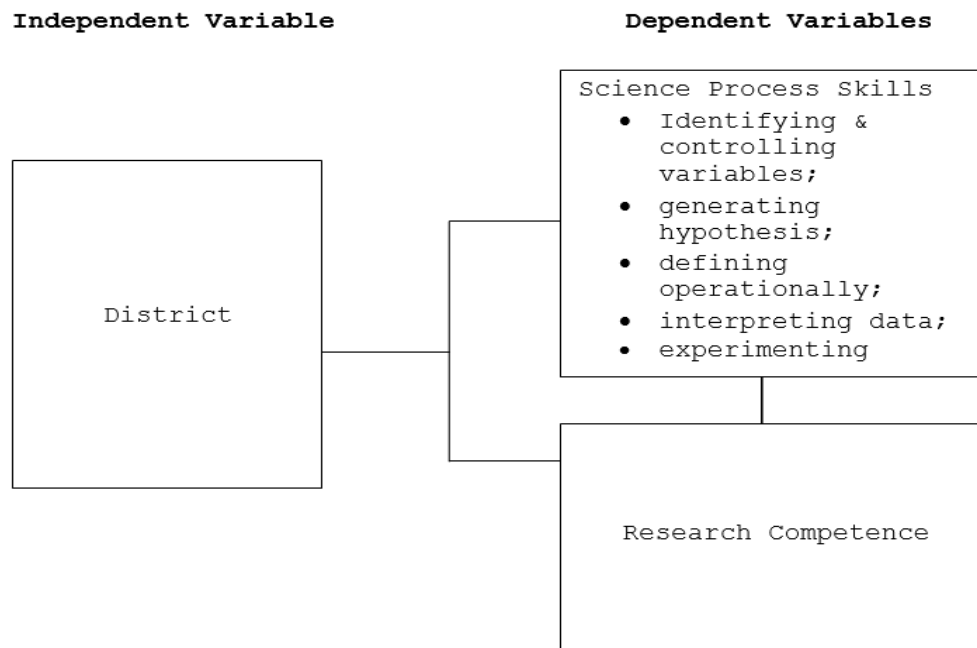 Independent Variable
Dependent Variables
District
Science Process Skills
• Identifying &
controlling
variables;
• generating
hypothesis;
• defining
operationally;
• interpreting data;
• experimenting
Research Competence